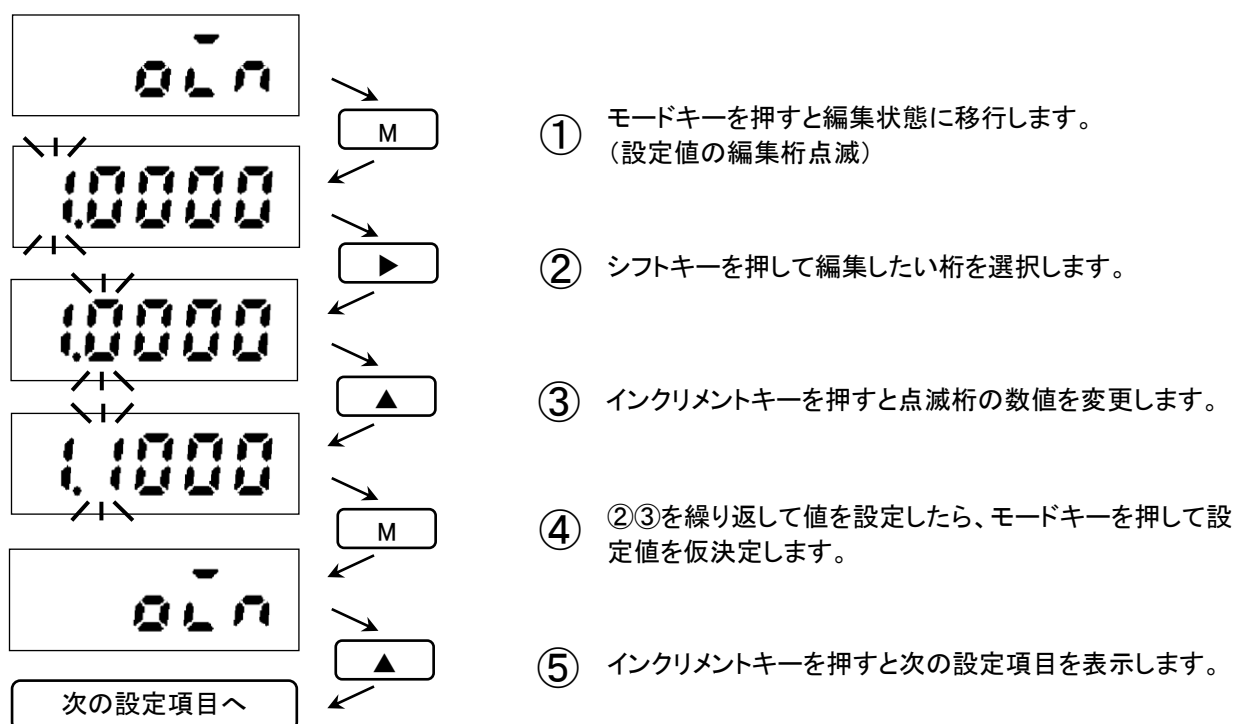 M
①
モードキーを押すと編集状態に移行します。
（設定値の編集桁点滅）
1.0000
▶
②
シフトキーを押して編集したい桁を選択します。
1.0000
▲
③
インクリメントキーを押すと点滅桁の数値を変更します。
1.1000
M
④
②③を繰り返して値を設定したら、モードキーを押して設
定値を仮決定します。
▲
⑤
インクリメントキーを押すと次の設定項目を表示します。
次の設定項目へ